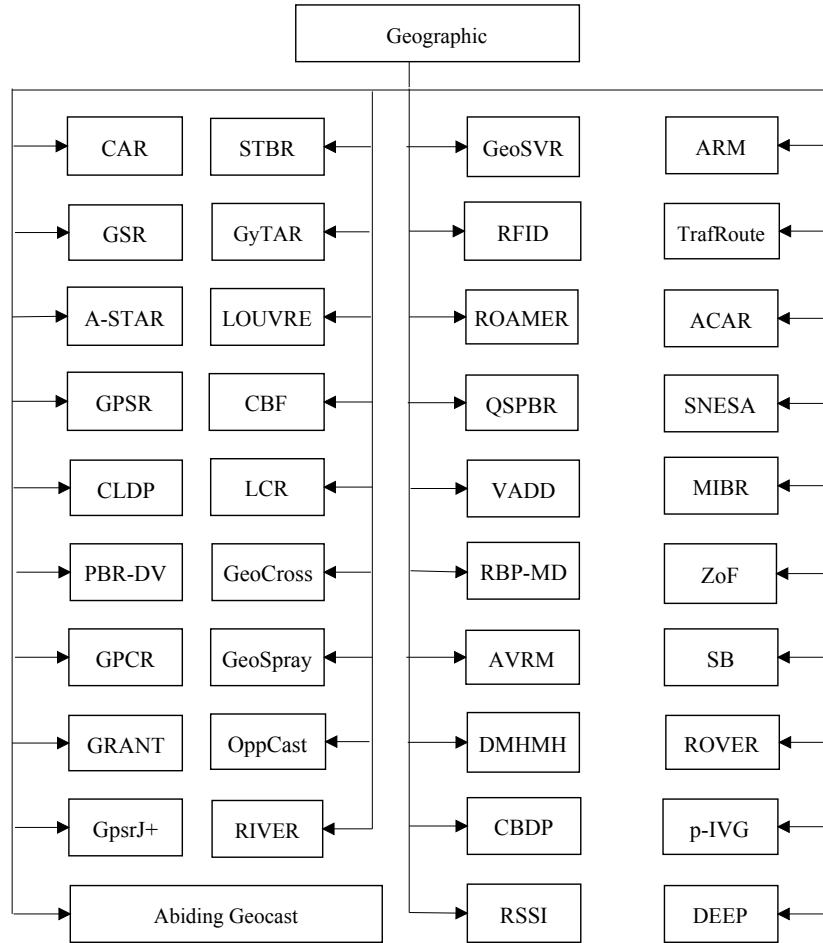 Geographic
CAR
STBR
GeoSVR
ARM
GSR
GyTAR
RFID
TrafRoute
A-STAR
LOUVRE
ROAMER
ACAR
GPSR
CBF
QSPBR
SNESA
CLDP
LCR
VADD
MIBR
PBR-DV
GeoCross
RBP-MD
ZoF
GPCR
GeoSpray
AVRM
SB
GRANT
OppCast
DMHMH
ROVER
GpsrJ+
RIVER
CBDP
p-IVG
Abiding Geocast
RSSI
DEEP